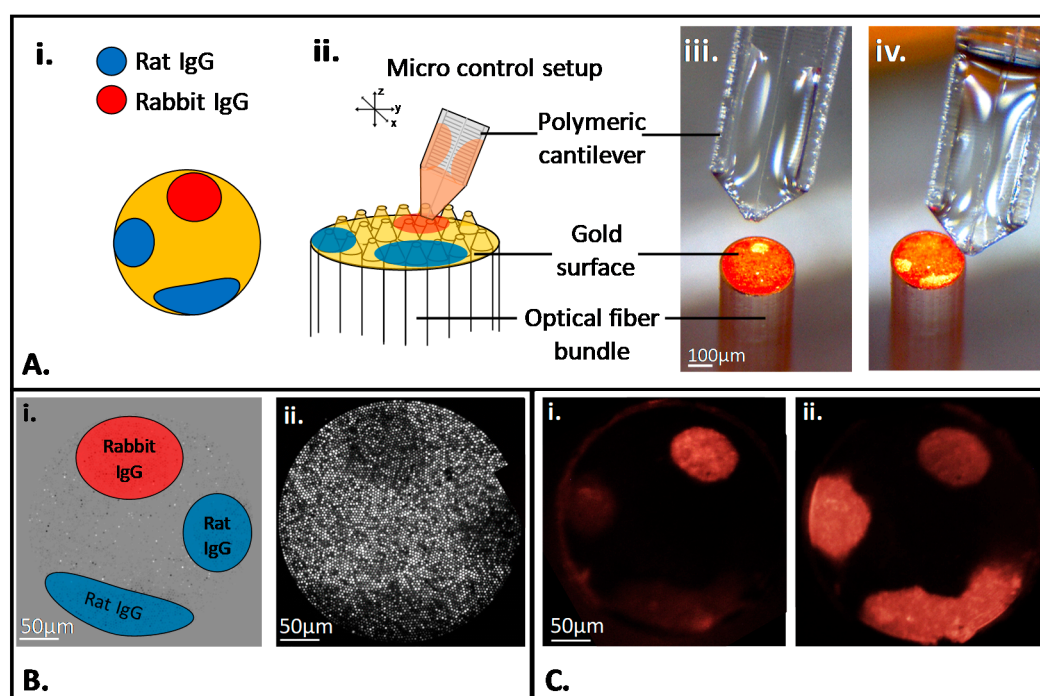 i.
Rat IgG
Rabbit IgG
ii.
Micro control setup
z
y
x
Polymeric
cantilever
Gold
surface
Optical fiber
bundle
iii.
100µm
iv.
A.
i.
Rabbit
IgG
Rat
IgG
Rat IgG
50µm
ii.
50µm
B.
i.
50µm
ii.
50µm
C.